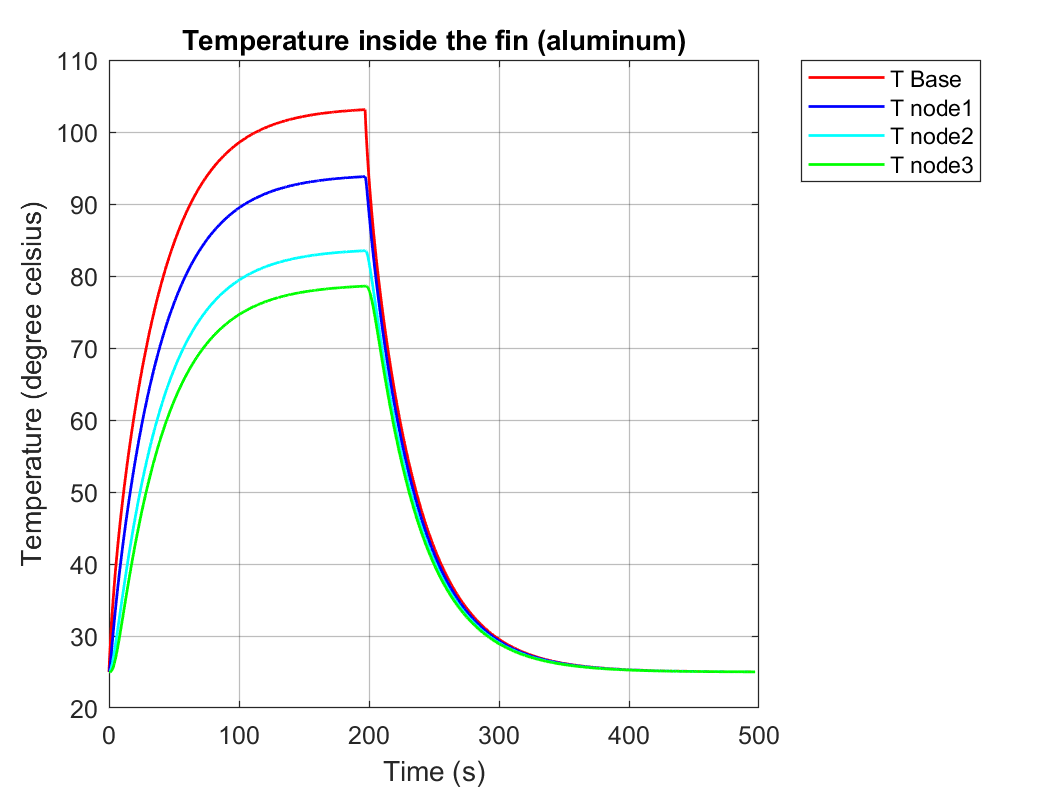 Temperature inside the fin (aluminum)
110
100
90
80
70
60
50
40
30
20
Temperature (degree celsius)
0 100 200 300 400 500
Time (s)
T Base
T node1
T node2
T node3